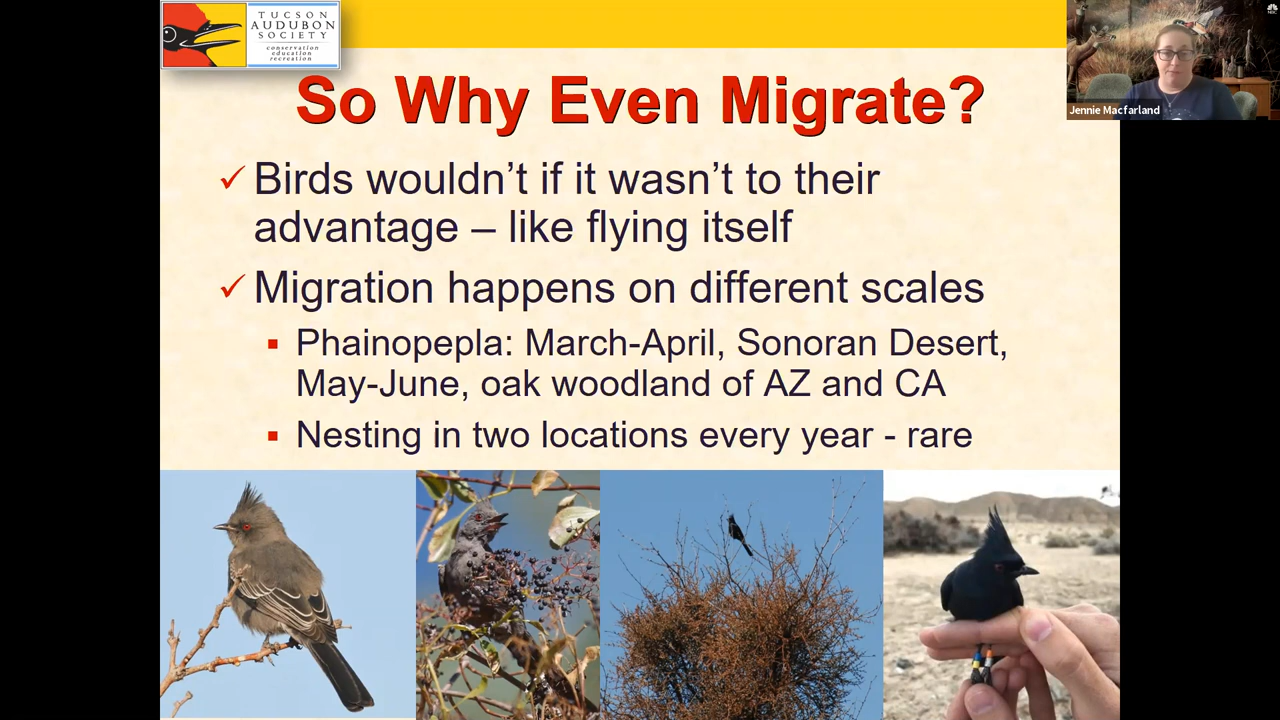 TUCSON
AUDUBON
SOCIETY
conservation
education
recreation
Jennie Macfarland
So Why Even Migrate?
Birds wouldn’t if it wasn’t to their
advantage – like flying itself
Migration happens on different scales
Phainopepla: March-April, Sonoran Desert,
May-June, oak woodland of AZ and CA
Nesting in two locations every year - rare